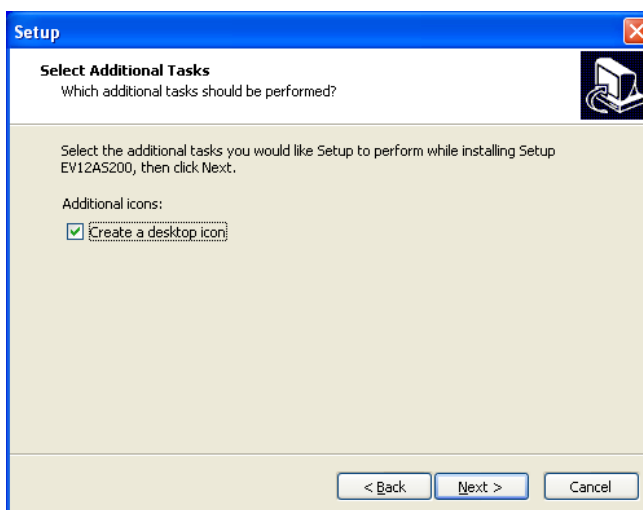 Setup
Select Additional Tasks
Which additional tasks should be performed?
Select the additional tasks you would like Setup to perform while installing Setup
EV12AS200, then click Next.
Additional icons:
Create a desktop icon
< Back Next > Cancel